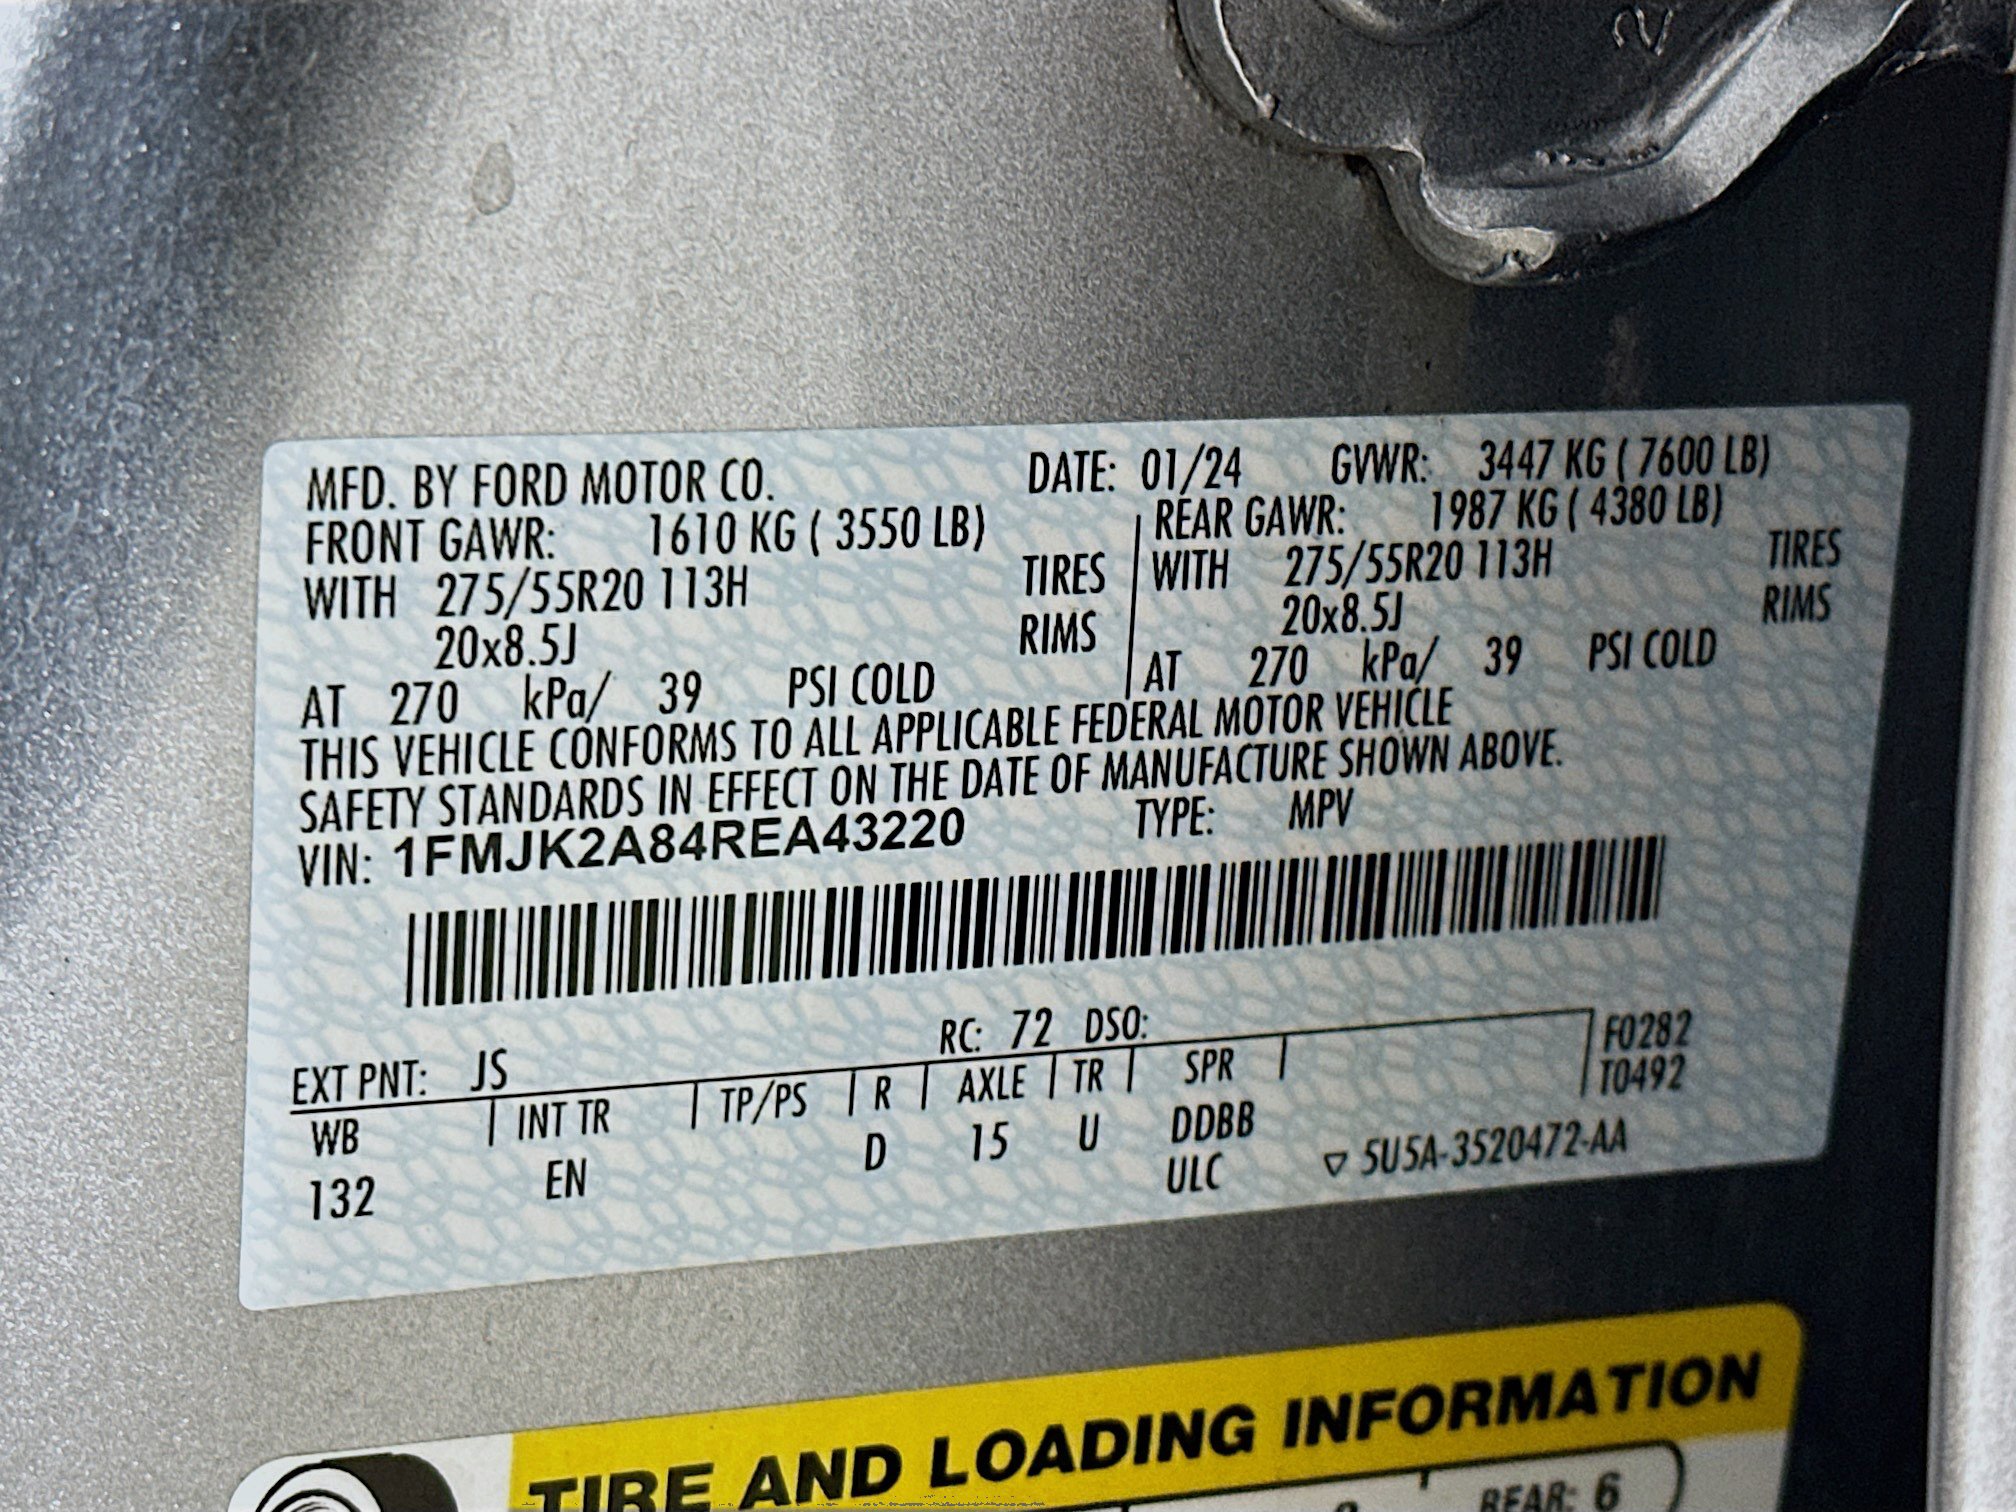 2
MFD. BY FORD MOTOR CO. DATE: 01/24 GVWR: 3447 KG ( 7600 LB)
FRONT GAWR: 1610 KG ( 3550 LB) REAR GAWR: 1987 KG ( 4380 LB)
WITH 275/55R20 113H TIRES WITH 275/55R20 113H TIRES
20x8.5J RIMS 20x8.5J RIMS
AT 270 kPa/ 39 PSI COLD AT 270 kPa/ 39 PSI COLD
THIS VEHICLE CONFORMS TO ALL APPLICABLE FEDERAL MOTOR VEHICLE
SAFETY STANDARDS IN EFFECT ON THE DATE OF MANUFACTURE SHOWN ABOVE.
VIN: 1FMJK2A84REA43220 TYPE: MPV
EXT PNT: JS RC: 72 DSO: F0282
WB INT TR TP/PS R AXLE TR SPR T0492
132 EN D 15 U DDBB
ULC ▽ 5U5A-3520472-AA
TIRE AND LOADING INFORMATION
REAR: 6